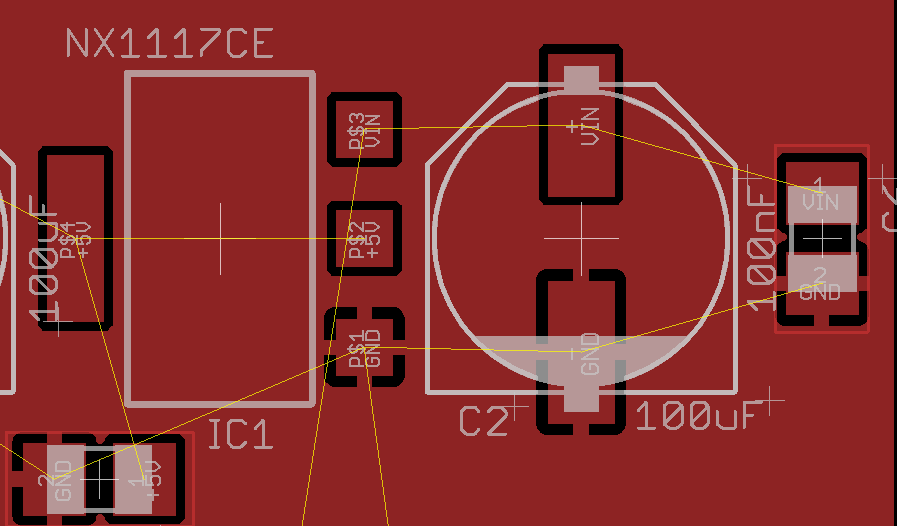 NX1117CE
P$3
VIN
+
VIN
1
VIN
100uF
P$4
+5V
P$2
+5V
100nF
2
GND
P$1
GND
-
GND
C2
100uF
IC1
2
GND
1
+5V